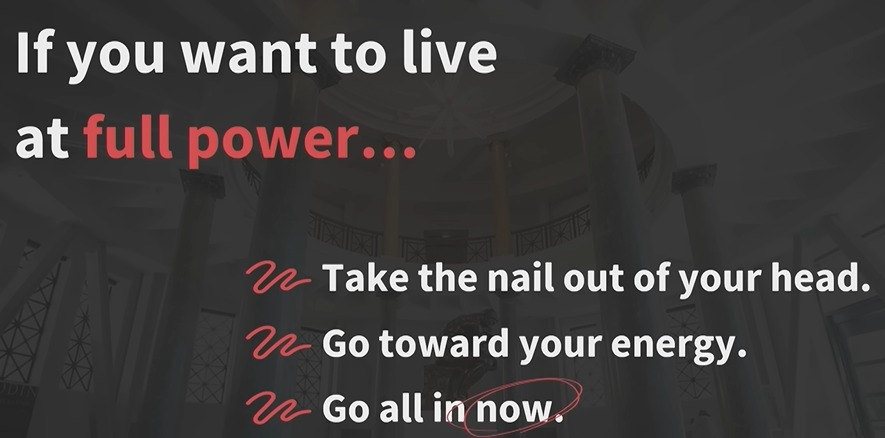 If you want to live
at full power...
Take the nail out of your head.
Go toward your energy.
Go all in now.